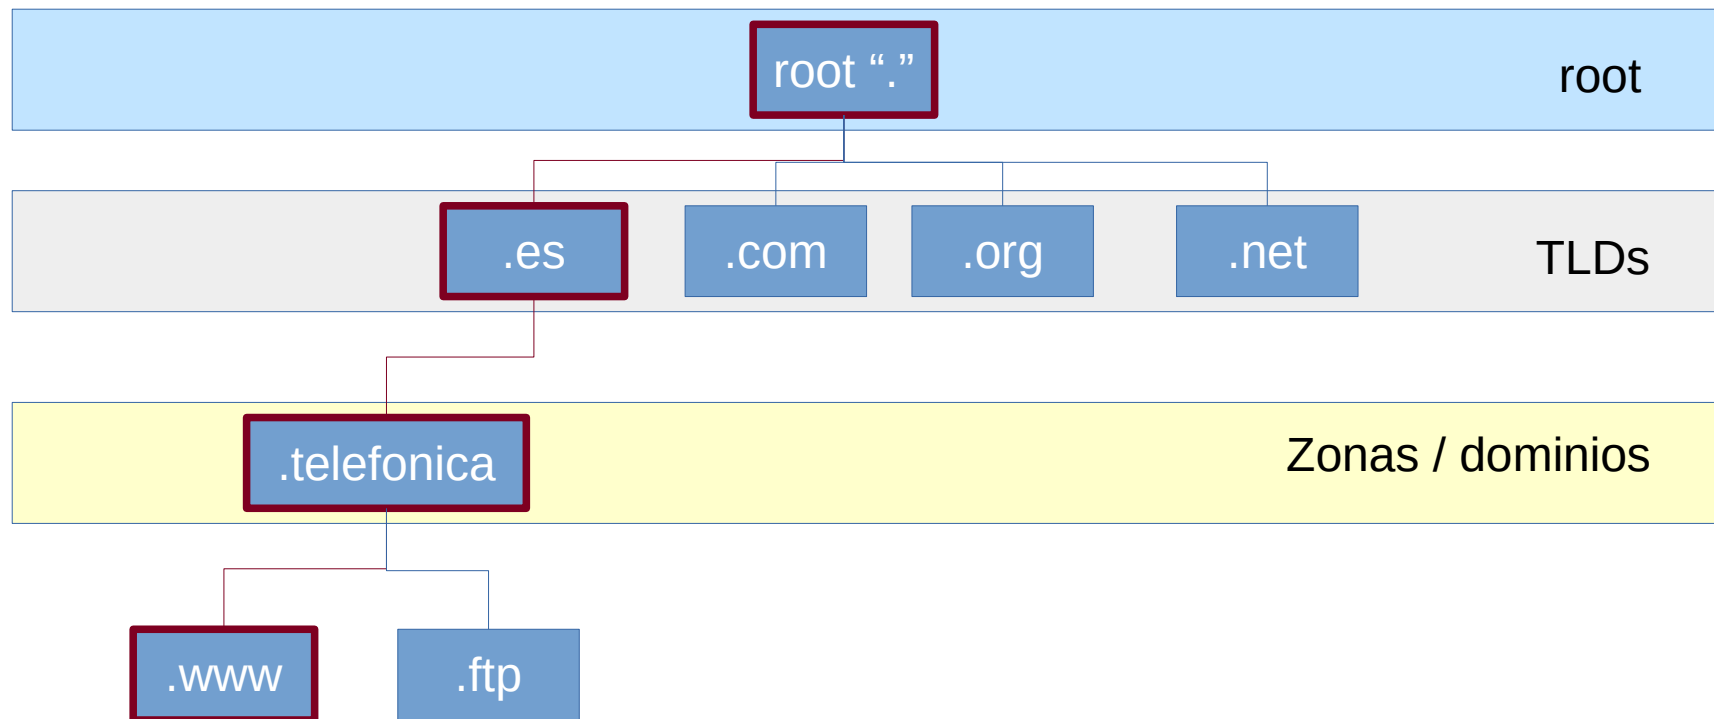 root “.”
root
.es
.com
.org
.net
TLDs
.telefonica
Zonas / dominios
.www
.ftp